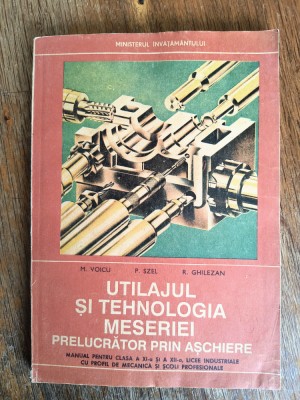 MINISTERUL INVATAMÂNTULUI
M. VOICU P. SZEL R. GHILEZAN
UTILAJUL
ȘI TEHNOLOGIA
MESERIEI
PRELUCRĂTOR PRIN AȘCHIERE
MANUAL PENTRU CLASA A XI-a ȘI A XII-a, LICEE INDUSTRIALE
CU PROFIL DE MECANICĂ ȘI ȘCOLI PROFESIONALE